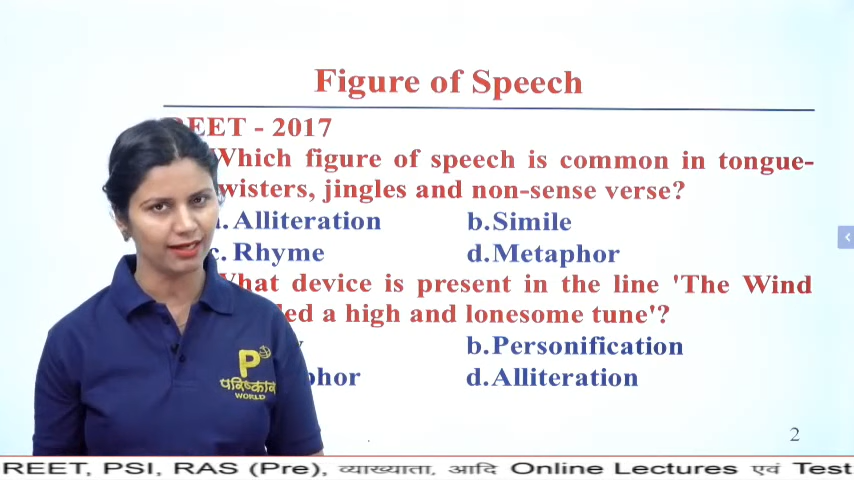 Figure of Speech
REET - 2017
Which figure of speech is common in tongue-
wisters, jingles and non-sense verse?
a. Alliteration b.Simile
c. Rhyme d.Metaphor
What device is present in the line 'The Wind
led a high and lonesome tune'?
b.Personification
phor d.Alliteration
P
परिष्कार
WORLD
2
REET, PSI, RAS (Pre), व्याख्याता, आदि Online Lectures एवं Test